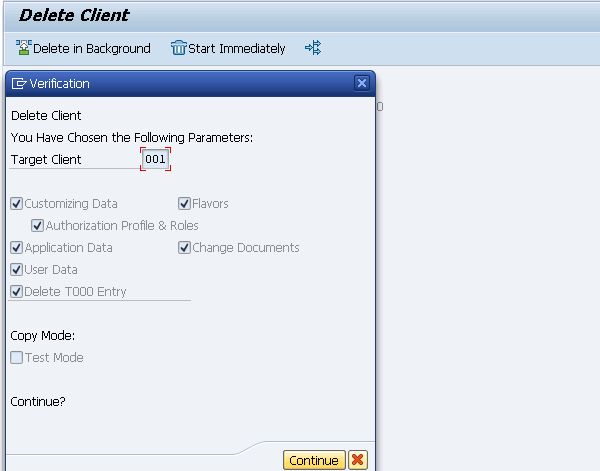 Delete Client
Delete in Background Start Immediately
Verification
Delete Client
You Have Chosen the Following Parameters:
Target Client 001
Customizing Data Flavors
Authorization Profile & Roles
Application Data Change Documents
User Data
Delete T000 Entry
Copy Mode:
Test Mode
Continue?
Continue